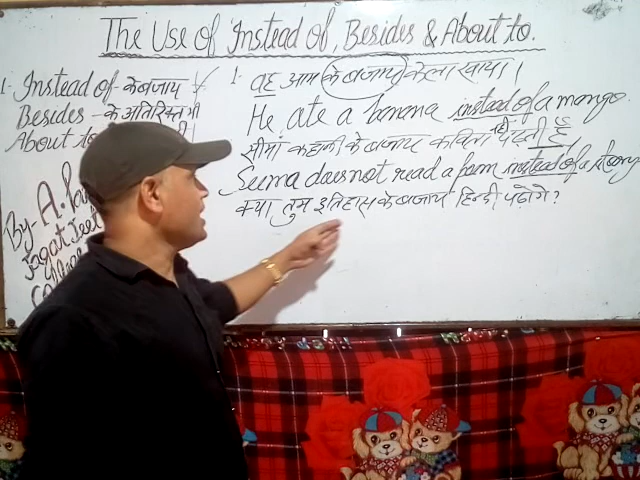 The Use of Instead of, Besides & About to.
1- Instead of - के बजाय
Besides - के अतिरिक्त भी
About to
By- A.
Jagat Jeet
1- वह आम के बजाय केला खाया।
He ate a banana instead of a mango.
सीमा कहानी के बजाय कविता नहीं पढ़ती है
Seema does not read a poem instead of a story
क्या तुम इतिहास के बजाय हिन्दी पढ़ोगे?